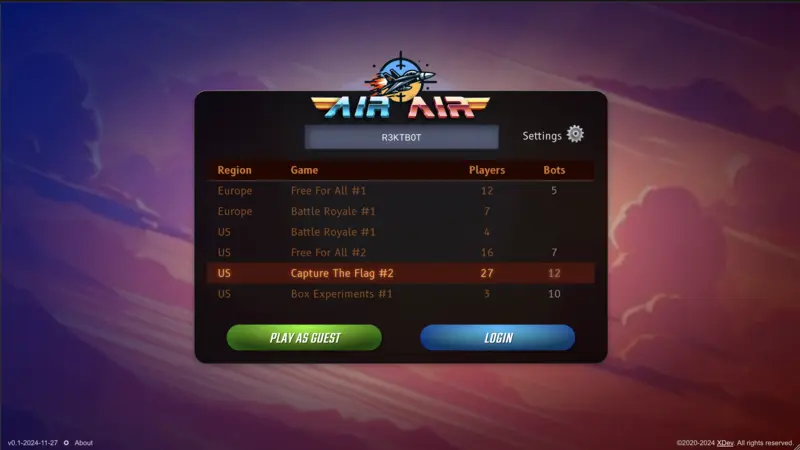 AIR AIR
R3KTB0T
Settings
Region Game Players Bots
Europe Free For All #1 12 5
Europe Battle Royale #1 7
US Battle Royale #1 4
US Free For All #2 16 7
US Capture The Flag #2 27 12
US Box Experiments #1 3 10
PLAY AS GUEST LOGIN
v0.1-2024-11-27 About ©2020-2024 XDev. All rights reserved.